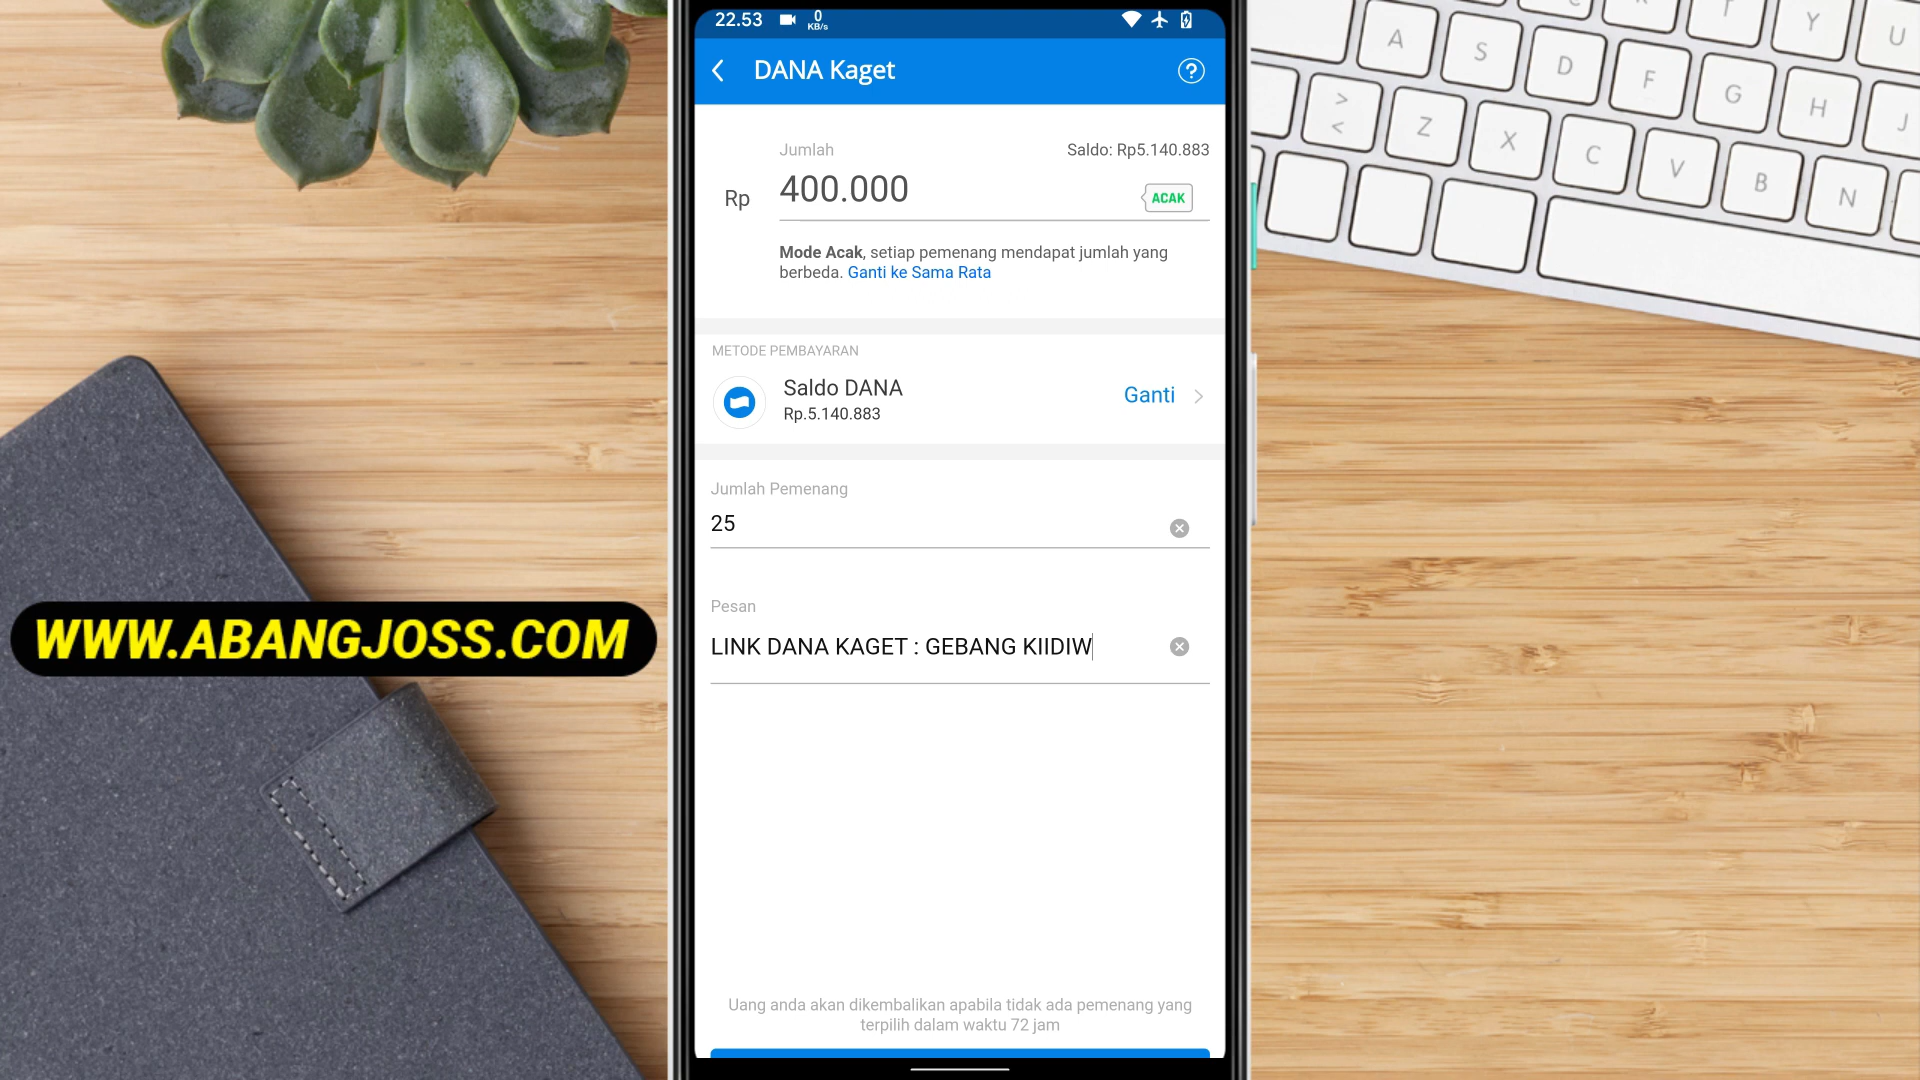 22.53
0
KB/s
DANA Kaget
?
Jumlah
Saldo: Rp5.140.883
Rp
400.000
ACAK
Mode Acak, setiap pemenang mendapat jumlah yang
berbeda. Ganti ke Sama Rata
METODE PEMBAYARAN
Saldo DANA
Rp.5.140.883
Ganti
Jumlah Pemenang
25
Pesan
LINK DANA KAGET : GEBANG KIIDIW
Uang anda akan dikembalikan apabila tidak ada pemenang yang
terpilih dalam waktu 72 jam
WWW.ABANGJOSS.COM
T
Y
U
A
S
D
F
G
H
J
>
<
Z
X
C
V
B
N